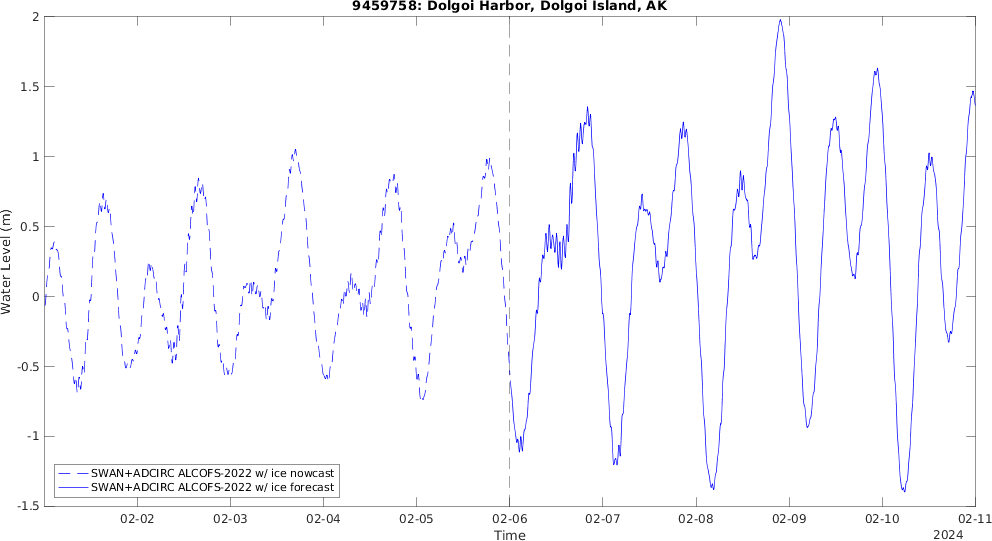 9459758: Dolgoi Harbor, Dolgoi Island, AK
2
1.5
1
0.5
0
-0.5
-1
-1.5
Water Level (m)
SWAN+ADCIRC ALCOFS-2022 w/ ice nowcast
SWAN+ADCIRC ALCOFS-2022 w/ ice forecast
02-02 02-03 02-04 02-05 02-06 02-07 02-08 02-09 02-10 02-11
Time
2024